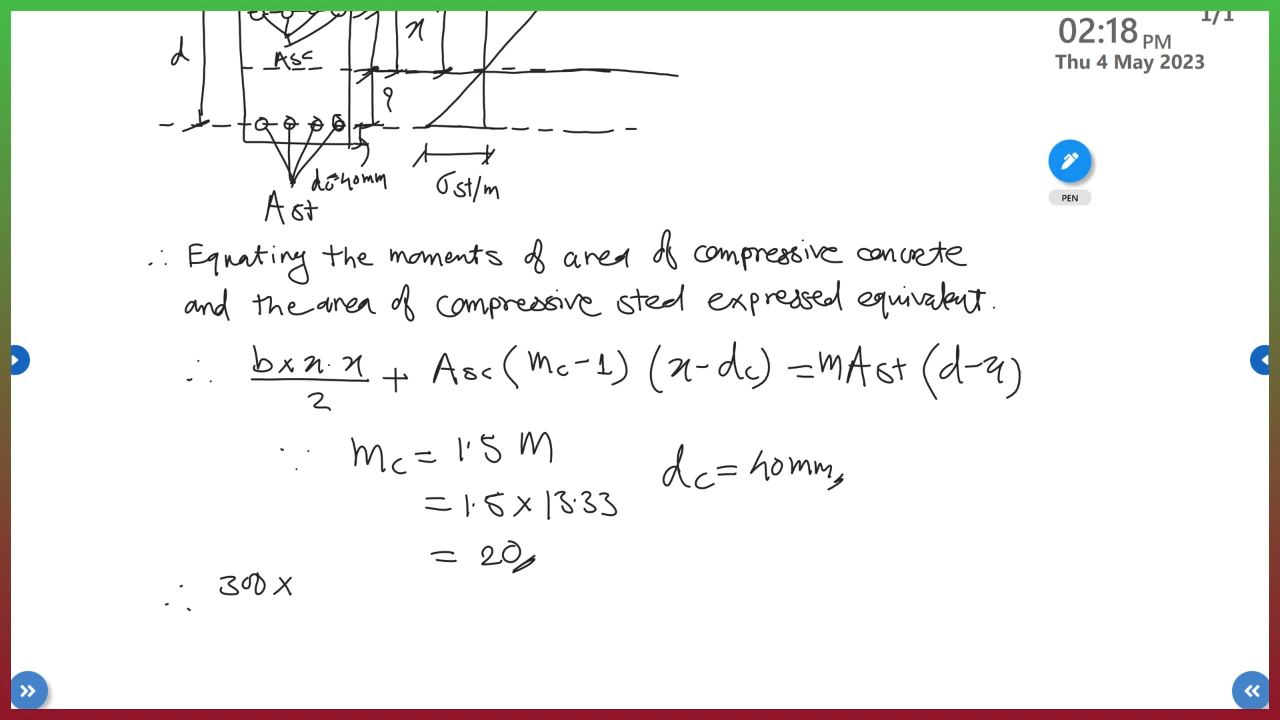 1/1
02:18 PM
Thu 4 May 2023
PEN
d
x
Asc
?
dc=40mm
σst/m
Ast
∴ Equating the moments of area of compressive concrete
and the area of compressive steel expressed equivalent.
∴ b×x·x/2 + Asc (mc-1) (x-dc) = mAst (d-x)
∵ mc = 1.5 m
dc = 40mm,
= 1.5 × 13.33
= 20,
∴ 300 ×